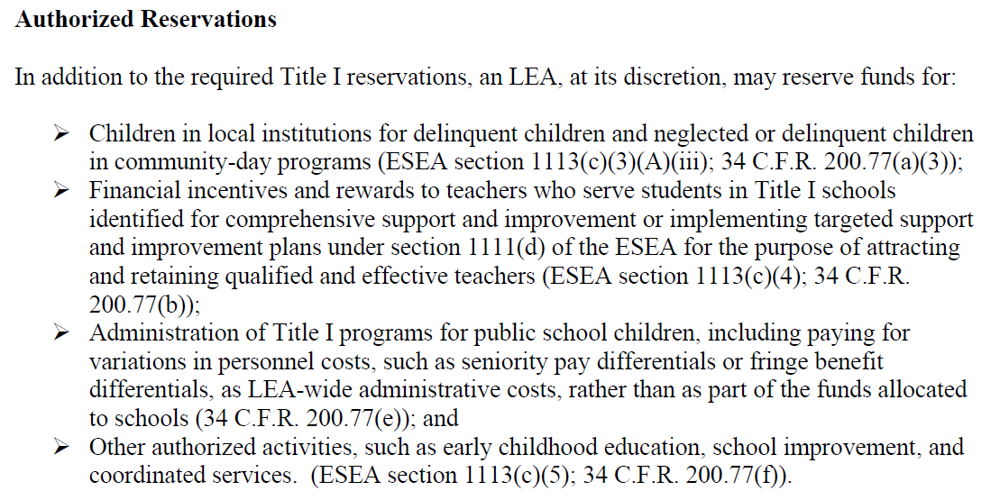 Authorized Reservations
In addition to the required Title I reservations, an LEA, at its discretion, may reserve funds for:
➢ Children in local institutions for delinquent children and neglected or delinquent children
in community-day programs (ESEA section 1113(c)(3)(A)(iii); 34 C.F.R. 200.77(a)(3));
➢ Financial incentives and rewards to teachers who serve students in Title I schools
identified for comprehensive support and improvement or implementing targeted support
and improvement plans under section 1111(d) of the ESEA for the purpose of attracting
and retaining qualified and effective teachers (ESEA section 1113(c)(4); 34 C.F.R.
200.77(b));
➢ Administration of Title I programs for public school children, including paying for
variations in personnel costs, such as seniority pay differentials or fringe benefit
differentials, as LEA-wide administrative costs, rather than as part of the funds allocated
to schools (34 C.F.R. 200.77(e)); and
➢ Other authorized activities, such as early childhood education, school improvement, and
coordinated services.  (ESEA section 1113(c)(5); 34 C.F.R. 200.77(f)).